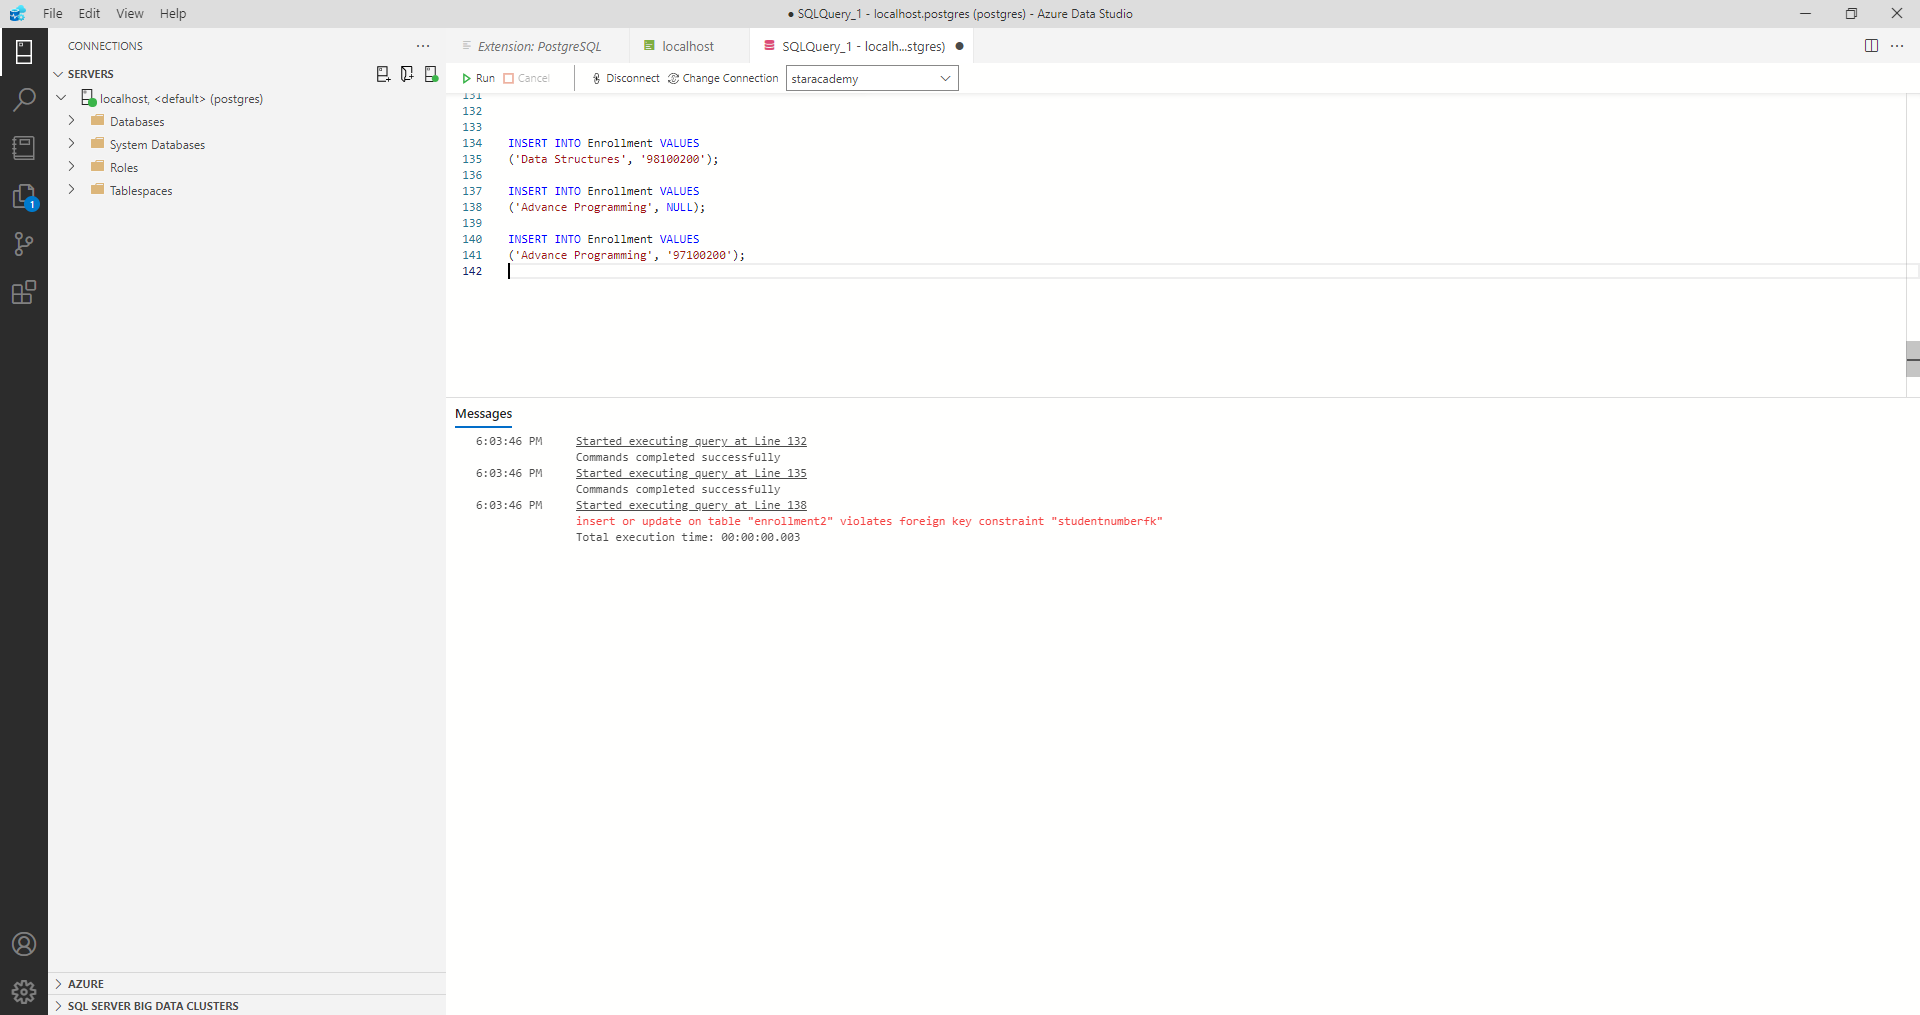 File Edit View Help
● SQLQuery_1 - localhost.postgres (postgres) - Azure Data Studio
CONNECTIONS
SERVERS
localhost, <default> (postgres)
Databases
System Databases
Roles
Tablespaces
1
AZURE
SQL SERVER BIG DATA CLUSTERS
Extension: PostgreSQL
localhost
SQLQuery_1 - localh...stgres) ●
Run Cancel Disconnect Change Connection staracademy
131
132
133
134 INSERT INTO Enrollment VALUES
135 ('Data Structures', '98100200');
136
137 INSERT INTO Enrollment VALUES
138 ('Advance Programming', NULL);
139
140 INSERT INTO Enrollment VALUES
141 ('Advance Programming', '97100200');
142
Messages
6:03:46 PM Started executing query at Line 132
Commands completed successfully
6:03:46 PM Started executing query at Line 135
Commands completed successfully
6:03:46 PM Started executing query at Line 138
insert or update on table "enrollment2" violates foreign key constraint "studentnumberfk"
Total execution time: 00:00:00.003